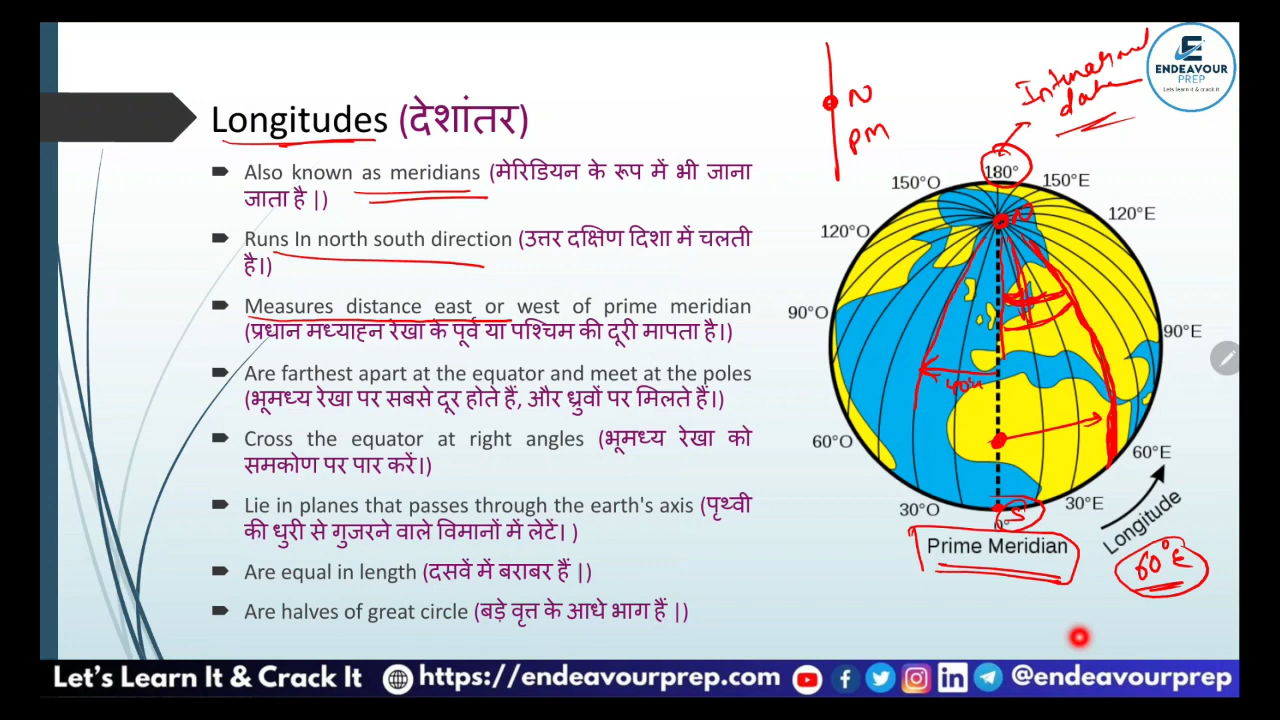 Longitudes (देशांतर)
Also known as meridians (मेरिडियन के रूप में भी जाना
जाता है |)
Runs In north south direction (उत्तर दक्षिण दिशा में चलती
है।)
Measures distance east or west of prime meridian
(प्रधान मध्याह्न रेखा के पूर्व या पश्चिम की दूरी मापता है।)
Are farthest apart at the equator and meet at the poles
(भूमध्य रेखा पर सबसे दूर होते हैं, और ध्रुवों पर मिलते हैं।)
Cross the equator at right angles (भूमध्य रेखा को
समकोण पर पार करें।)
Lie in planes that passes through the earth's axis (पृथ्वी
की धुरी से गुजरने वाले विमानों में लेटें। )
Are equal in length (दसवें में बराबर हैं |)
Are halves of great circle (बड़े वृत्त के आधे भाग हैं |)
N
PM
International
date
E
ENDEAVOUR
PREP
Lets learn it & crack it
180°
150°O
150°E
N
120°O
120°E
90°O
90°E
60°O
60°E
30°O
S
30°E
0°
Prime Meridian
Longitude
60°E
Let's Learn It & Crack It
https://endeavourprep.com
@endeavourprep